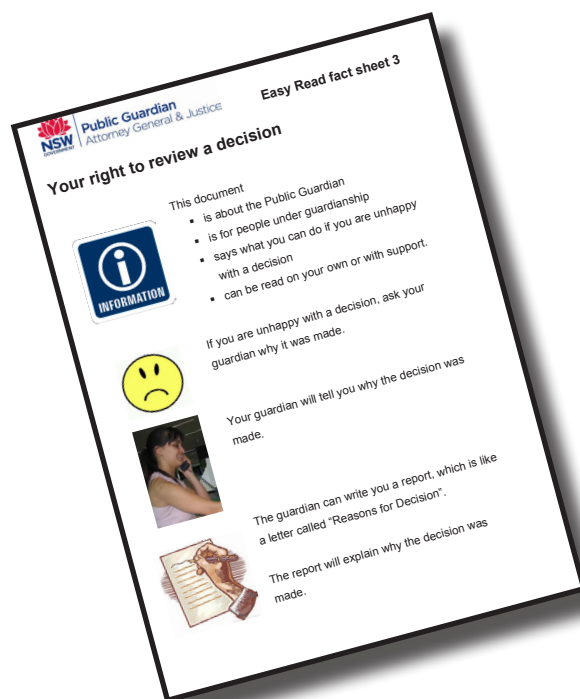 Easy Read fact sheet 3
NSW
GOVERNMENT
Public Guardian
Attorney General & Justice
Your right to review a decision
INFORMATION
This document
▪ is about the Public Guardian
▪ is for people under guardianship
▪ says what you can do if you are unhappy
with a decision
▪ can be read on your own or with support.
If you are unhappy with a decision, ask your
guardian why it was made.
Your guardian will tell you why the decision was
made.
The guardian can write you a report, which is like
a letter called “Reasons for Decision”.
The report will explain why the decision was
made.